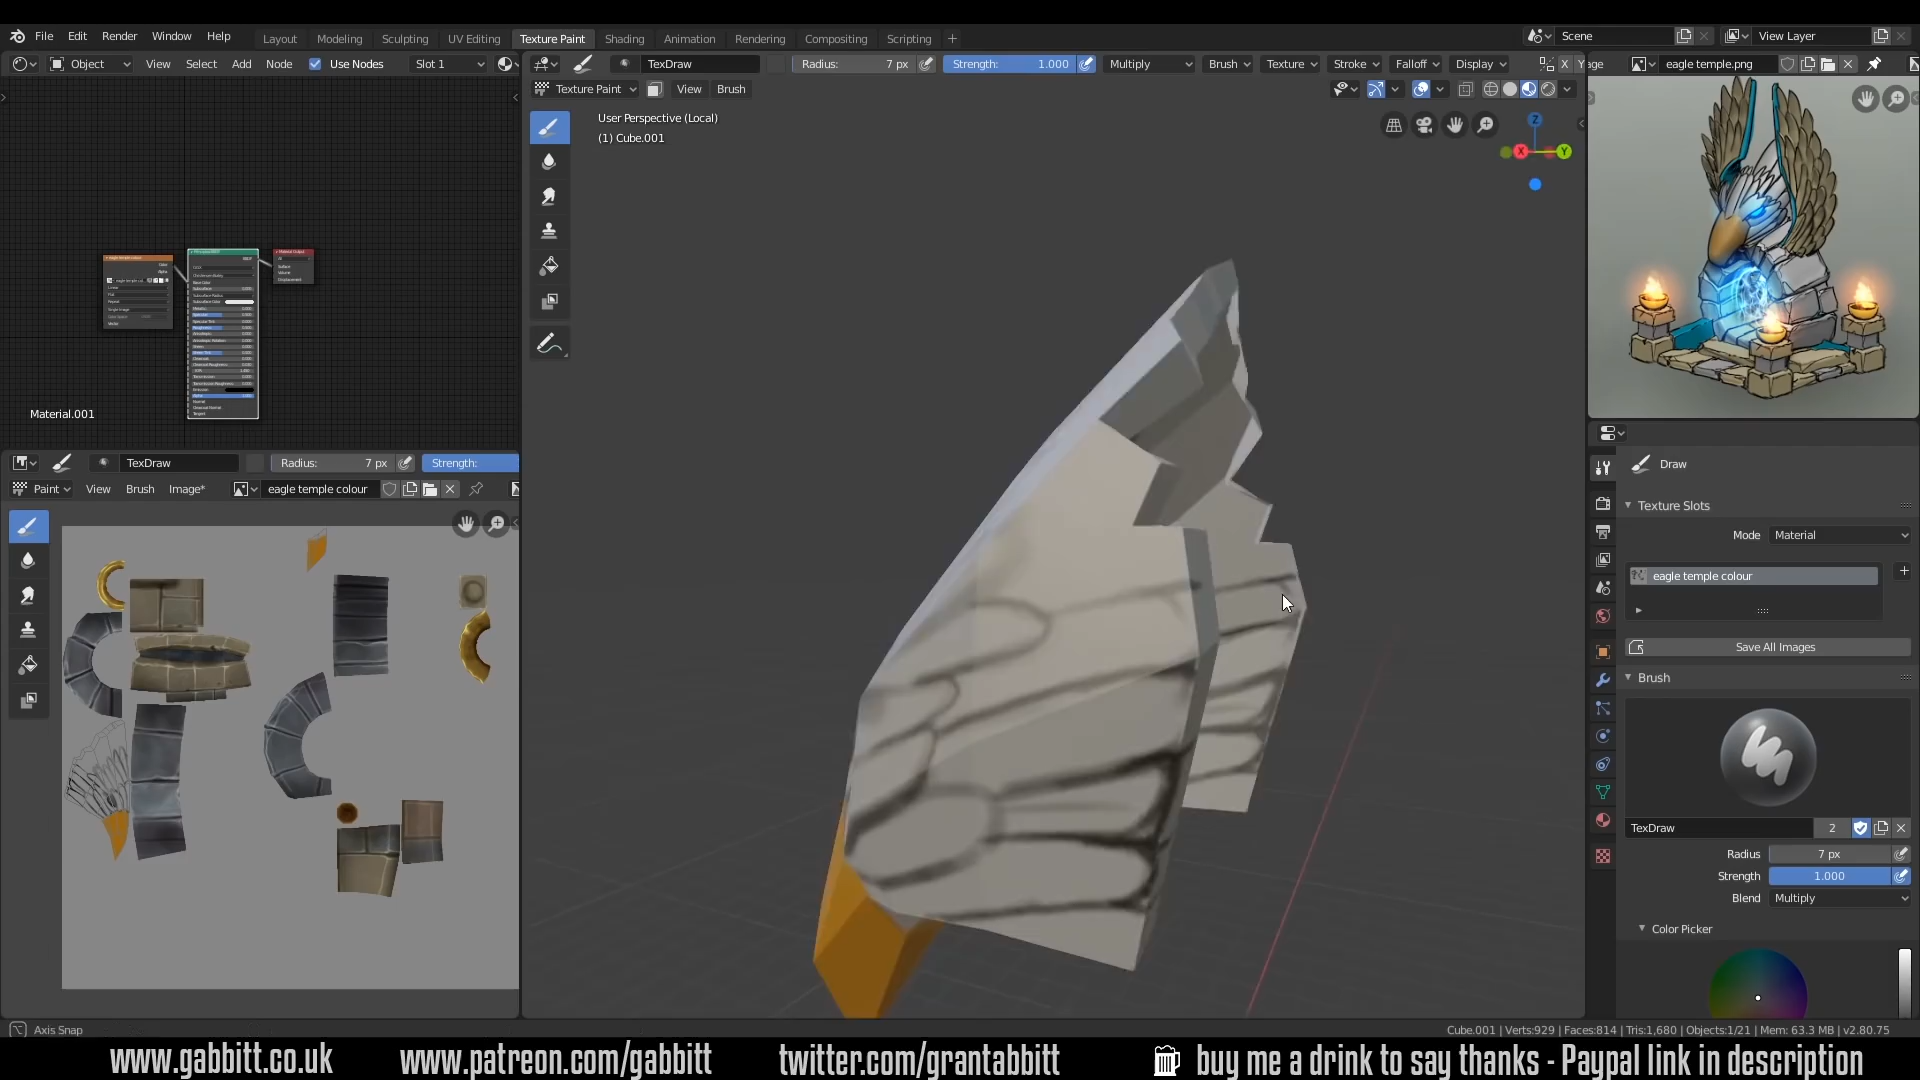 File Edit Render Window Help
Layout Modeling Sculpting UV Editing Texture Paint Shading Animation Rendering Compositing Scripting +
Scene
View Layer
Object View Select Add Node Use Nodes Slot 1
TexDraw Radius: 7 px Strength: 1.000 Multiply Brush Texture Stroke Falloff Display X Y
age eagle temple.png
Texture Paint View Brush
User Perspective (Local)
(1) Cube.001
Z
X
Y
Material.001
TexDraw Radius: 7 px Strength:
Paint View Brush Image* eagle temple colour
Draw
Texture Slots
Mode Material
eagle temple colour
Save All Images
Brush
TexDraw 2
Radius 7 px
Strength 1.000
Blend Multiply
Color Picker
Axis Snap
Cube.001 | Verts:929 | Faces:814 | Tris:1,680 | Objects:1/21 | Mem: 63.3 MB | v2.80.75
www.gabbitt.co.uk www.patreon.com/gabbitt twitter.com/grantabbitt buy me a drink to say thanks - Paypal link in description